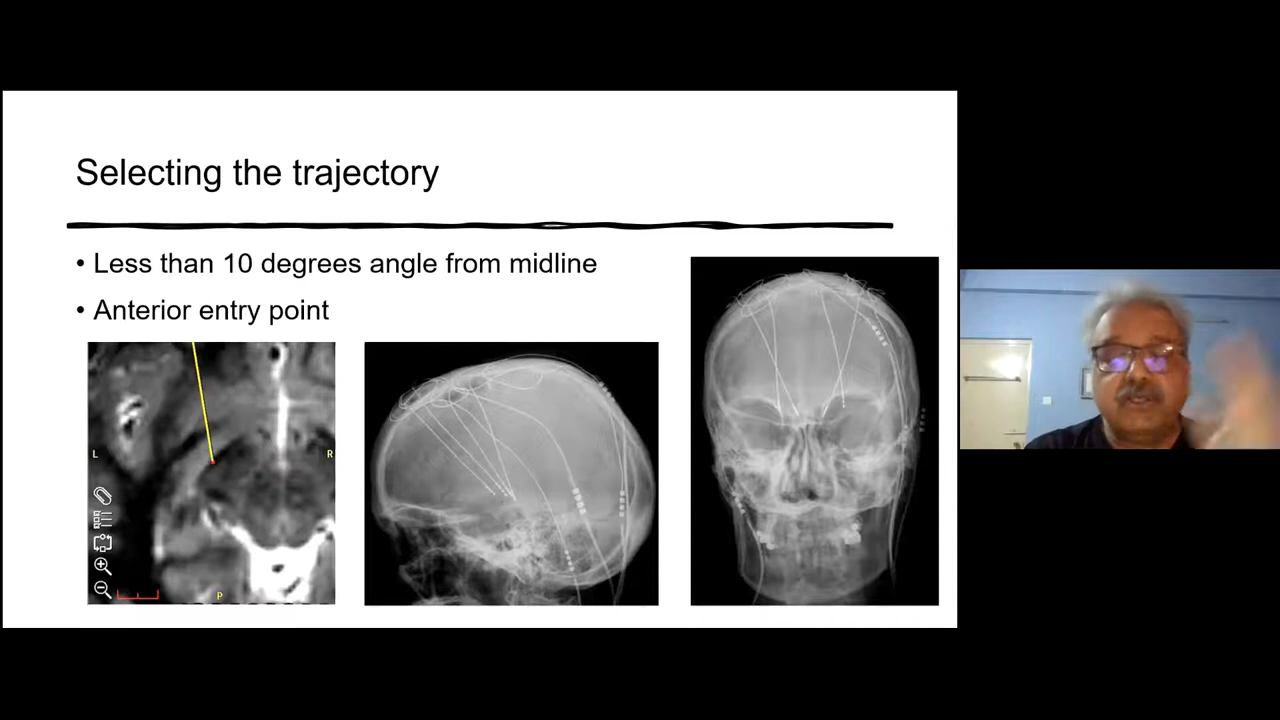 Selecting the trajectory
• Less than 10 degrees angle from midline
• Anterior entry point
L
R
P